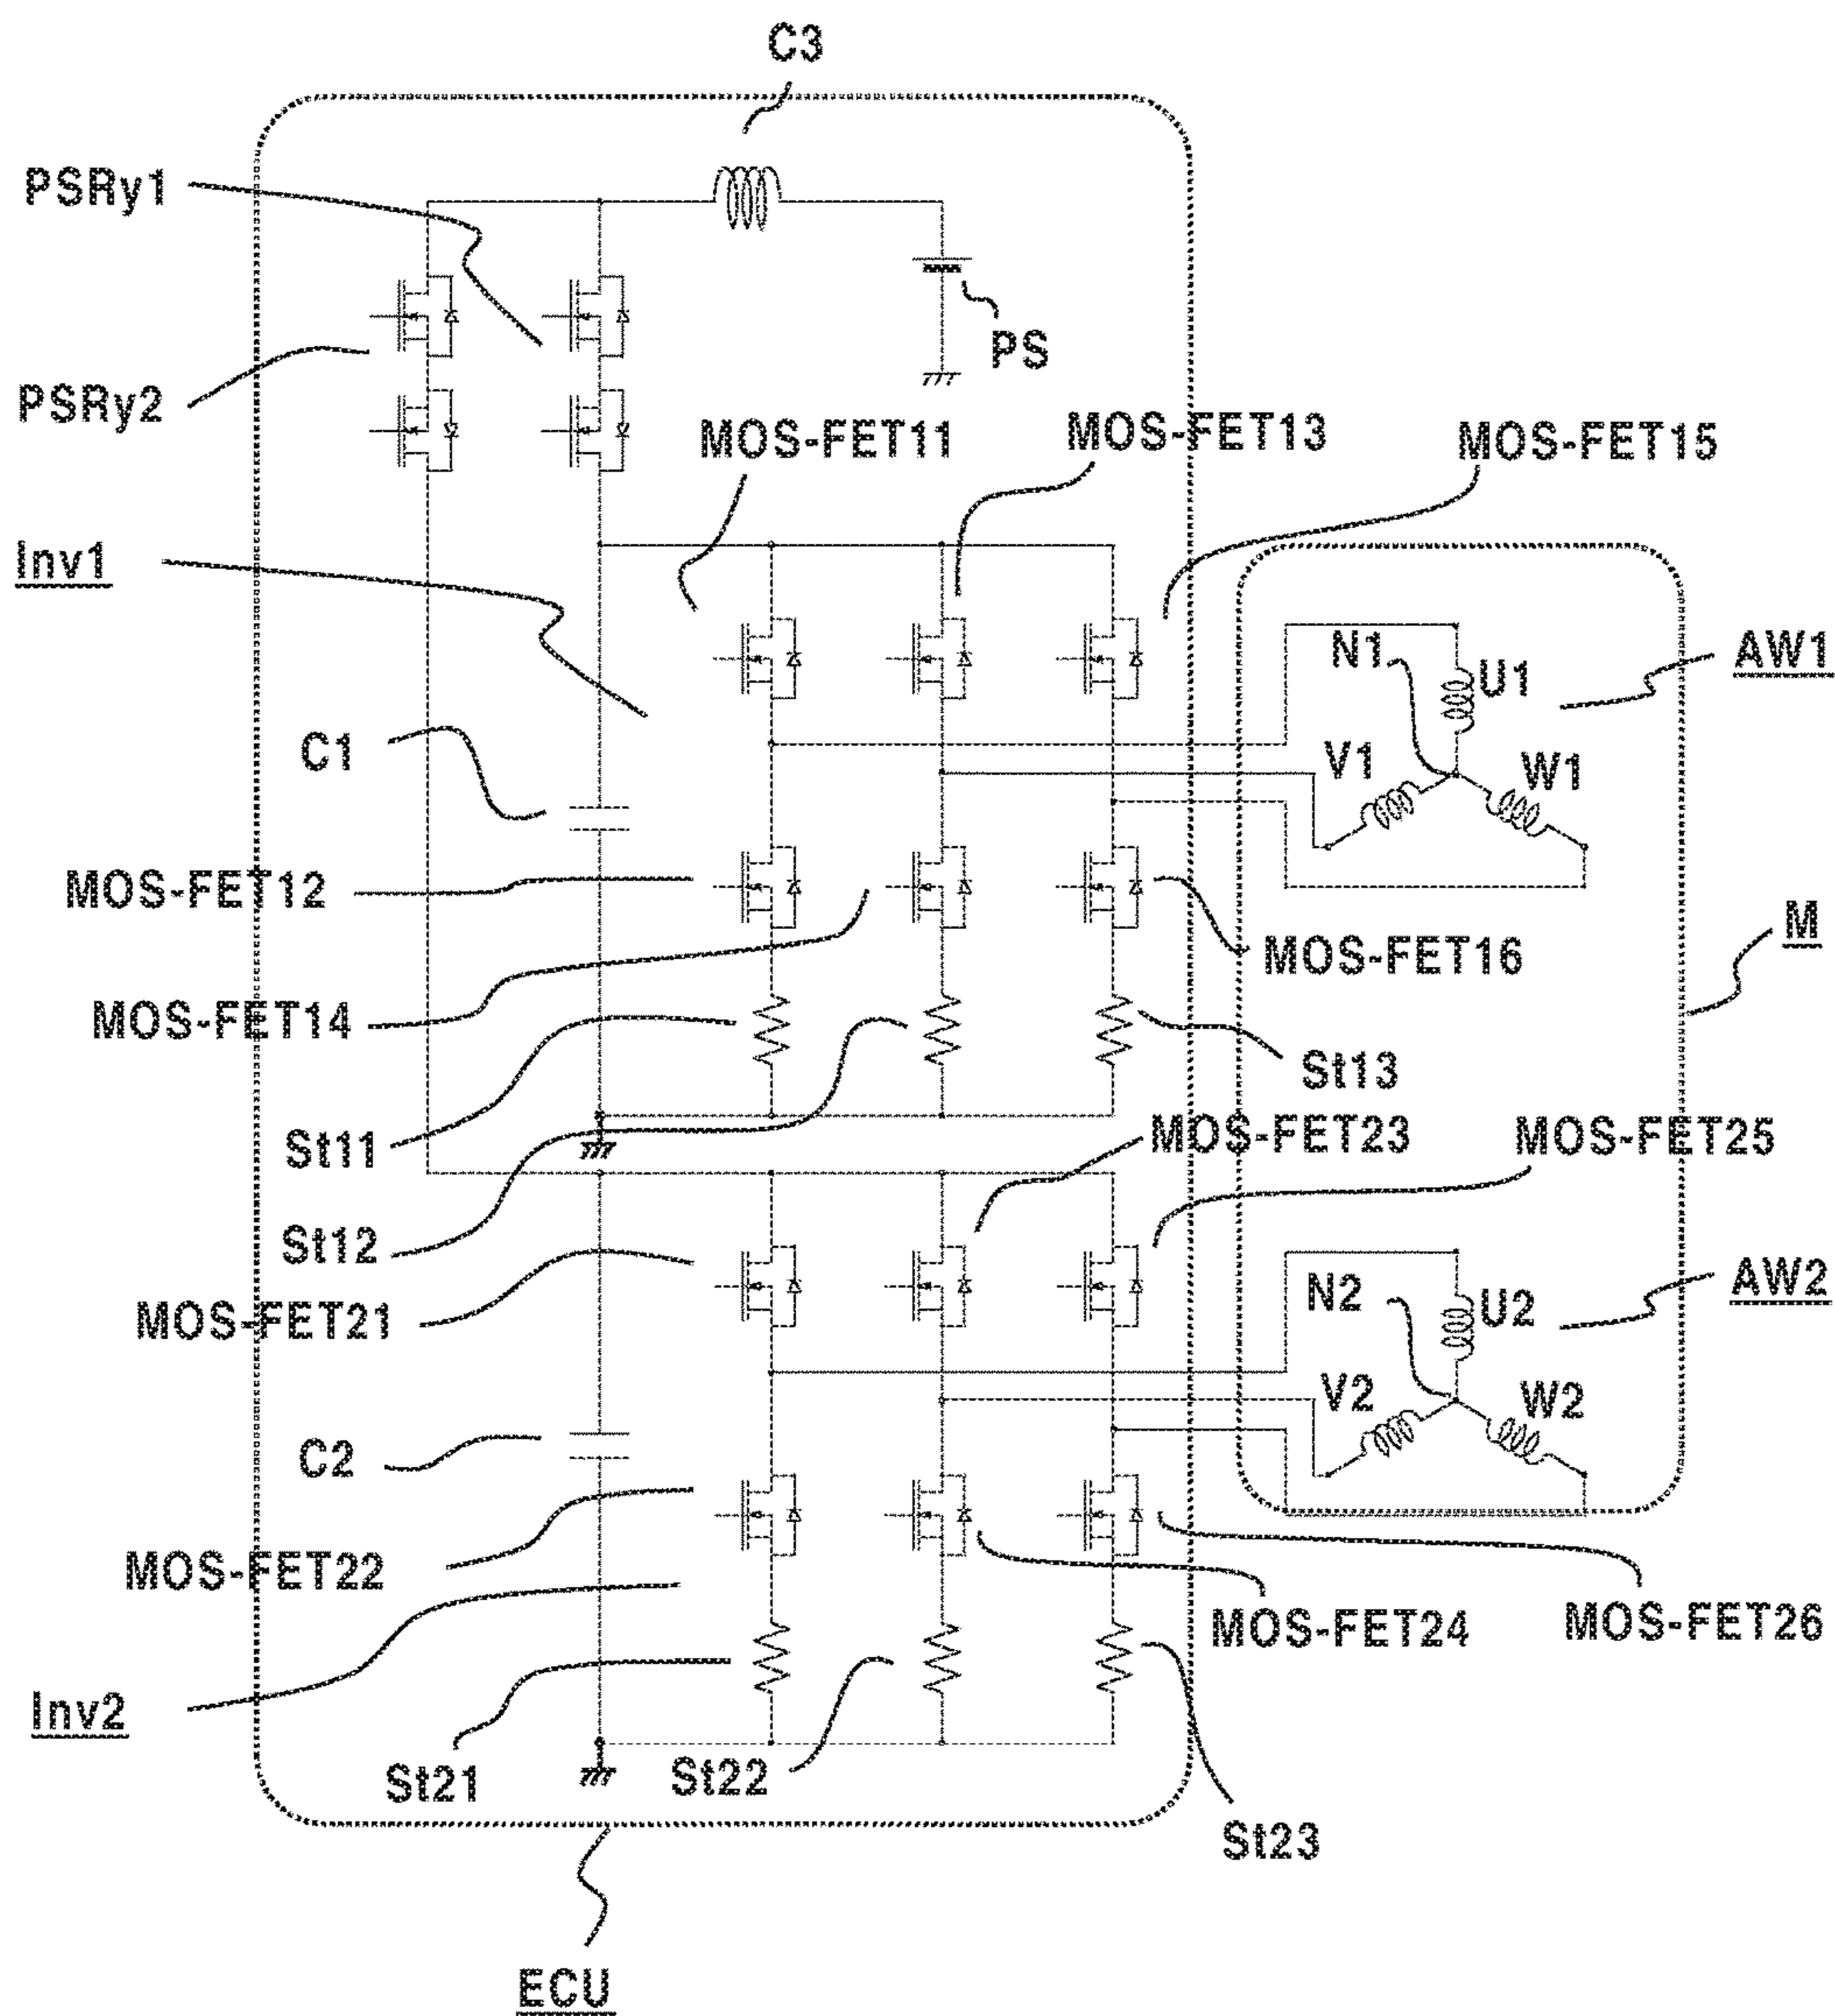 C3
PSRy1
PS
PSRy2
MOS-FET11
MOS-FET13
MOS-FET15
Inv1
N1
U1
AW1
C1
V1
W1
MOS-FET12
M
MOS-FET16
MOS-FET14
St13
St11
MOS-FET23
MOS-FET25
St12
MOS-FET21
N2
U2
AW2
V2
W2
C2
MOS-FET22
MOS-FET24
MOS-FET26
Inv2
St21
St22
St23
ECU